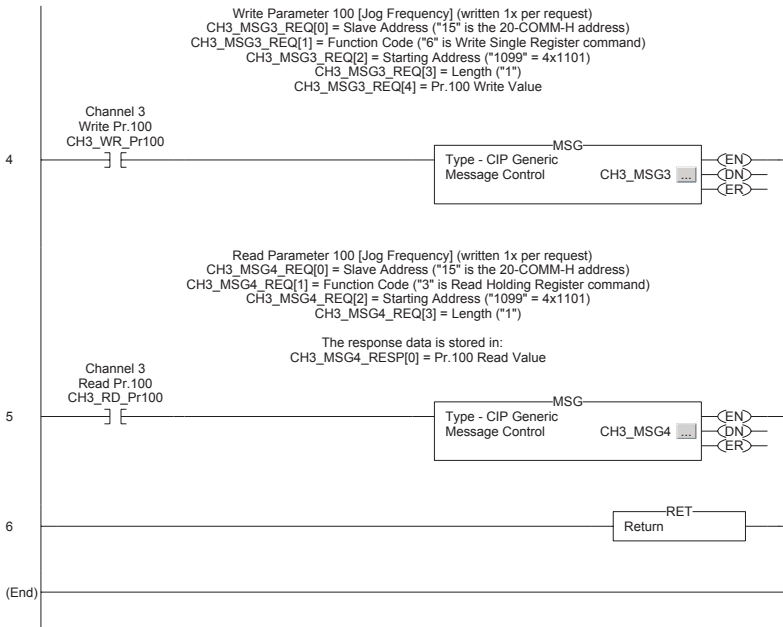 Write Parameter 100 [Jog Frequency] (written 1x per request)
CH3_MSG3_REQ[0] = Slave Address ("15" is the 20-COMM-H address)
CH3_MSG3_REQ[1] = Function Code ("6" is Write Single Register command)
CH3_MSG3_REQ[2] = Starting Address ("1099" = 4x1101)
CH3_MSG3_REQ[3] = Length ("1")
CH3_MSG3_REQ[4] = Pr.100 Write Value
Channel 3
Write Pr.100
CH3_WR_Pr100
MSG
4
Type - CIP Generic
EN
Message Control CH3_MSG3 ...
DN
ER
Read Parameter 100 [Jog Frequency] (written 1x per request)
CH3_MSG4_REQ[0] = Slave Address ("15" is the 20-COMM-H address)
CH3_MSG4_REQ[1] = Function Code ("3" is Read Holding Register command)
CH3_MSG4_REQ[2] = Starting Address ("1099" = 4x1101)
CH3_MSG4_REQ[3] = Length ("1")
The response data is stored in:
CH3_MSG4_RESP[0] = Pr.100 Read Value
Channel 3
Read Pr.100
CH3_RD_Pr100
MSG
5
Type - CIP Generic
EN
Message Control CH3_MSG4 ...
DN
ER
RET
6
Return
(End)